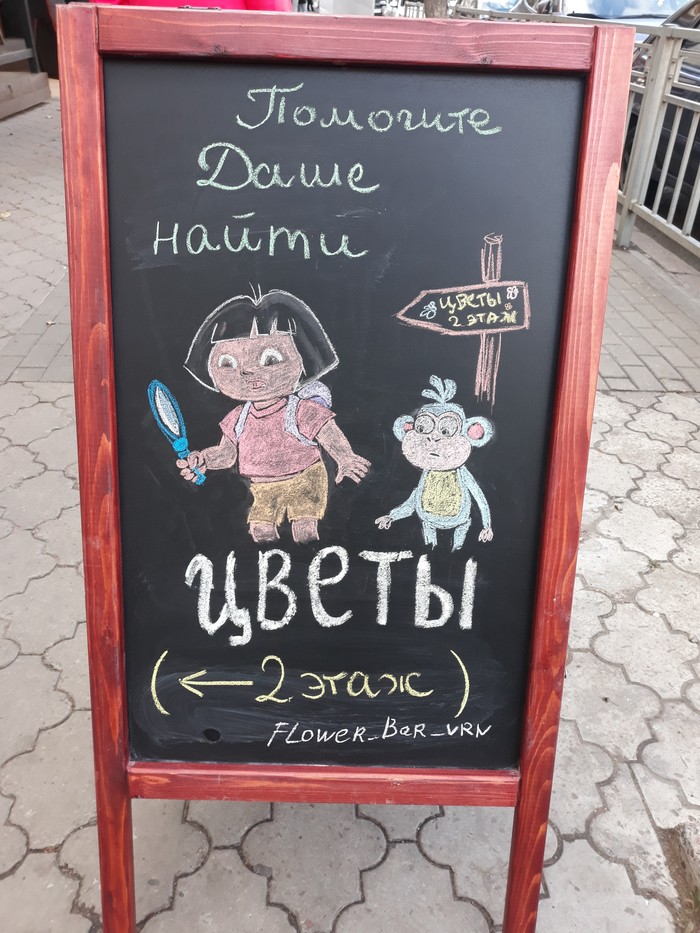 Помогите
Даше
найти
цветы
2 этаж
цветы
(← 2 этаж)
FLOWER_BAR_VRN